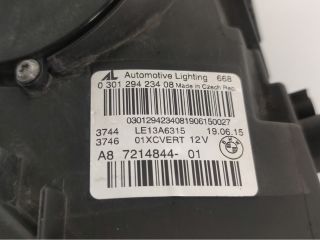 AL Automotive Lighting 668
0 301 294 234 08 Made in Czech Rep.
0301294234081906150027
3744 LE13A6315 19.06.15
3746 01XCVERT 12V
A8 7214844-01